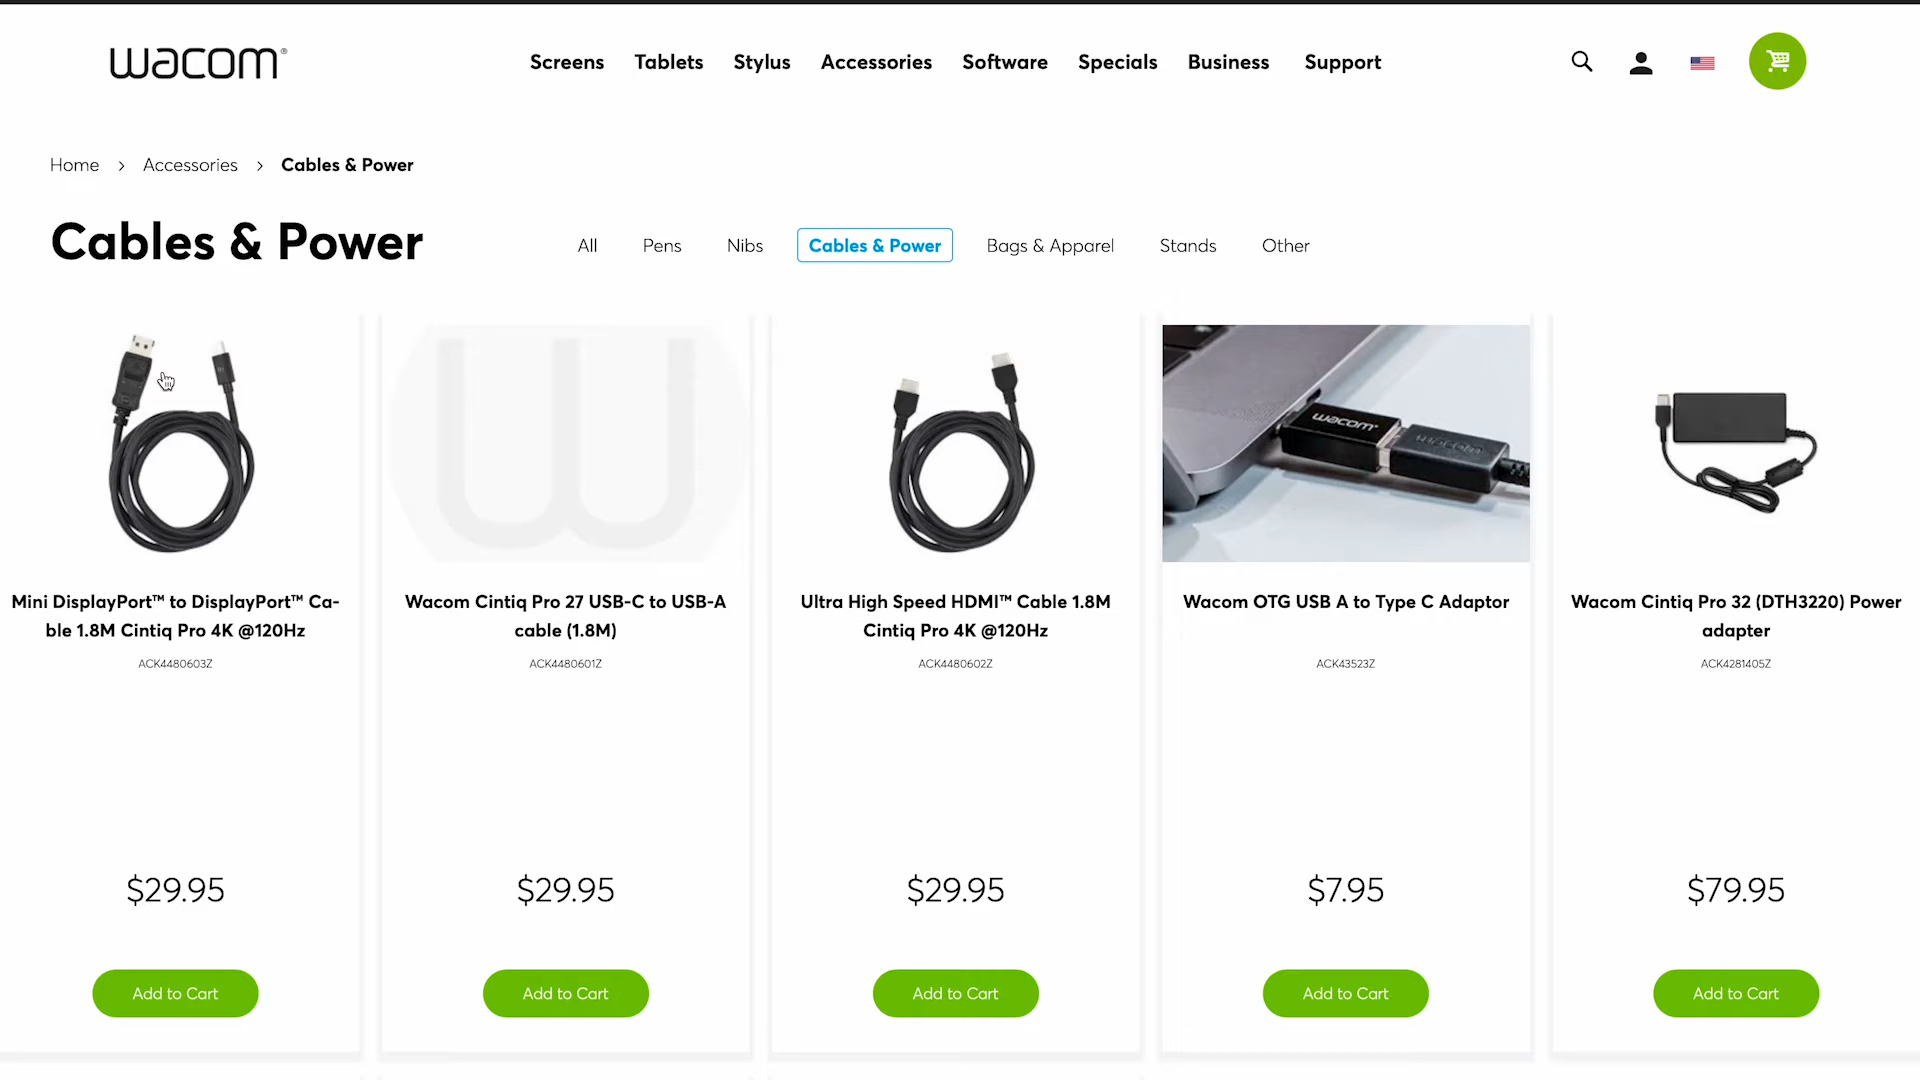 wacom®
Screens Tablets Stylus Accessories Software Specials Business Support
Home > Accessories > Cables & Power
Cables & Power
All Pens Nibs Cables & Power Bags & Apparel Stands Other
wacom®
wacom
Mini DisplayPort™ to DisplayPort™ Ca-
ble 1.8M Cintiq Pro 4K @120Hz
ACK4480603Z
Wacom Cintiq Pro 27 USB-C to USB-A
cable (1.8M)
ACK4480601Z
Ultra High Speed HDMI™ Cable 1.8M
Cintiq Pro 4K @120Hz
ACK4480602Z
Wacom OTG USB A to Type C Adaptor
ACK43523Z
Wacom Cintiq Pro 32 (DTH3220) Power
adapter
ACK4281405Z
$29.95
$29.95
$29.95
$7.95
$79.95
Add to Cart
Add to Cart
Add to Cart
Add to Cart
Add to Cart